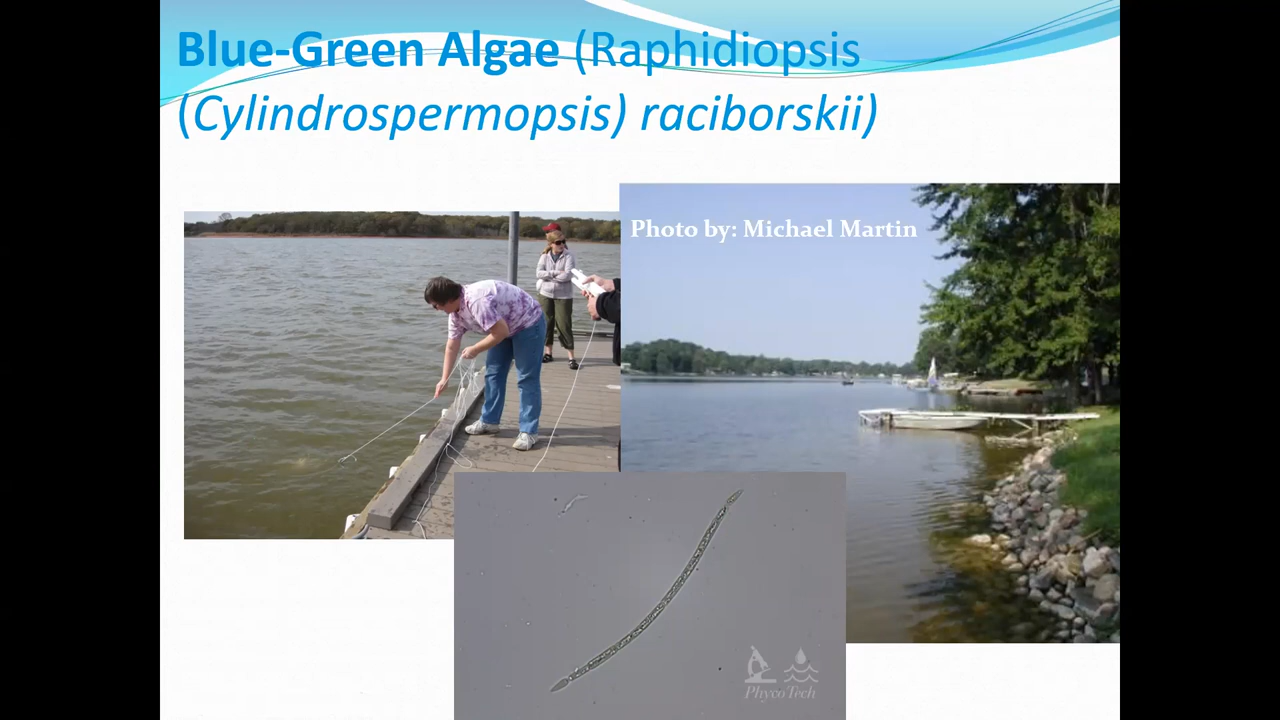 Blue-Green Algae (Raphidiopsis
(Cylindrospermopsis) raciborskii)
Photo by: Michael Martin
PhycoTech